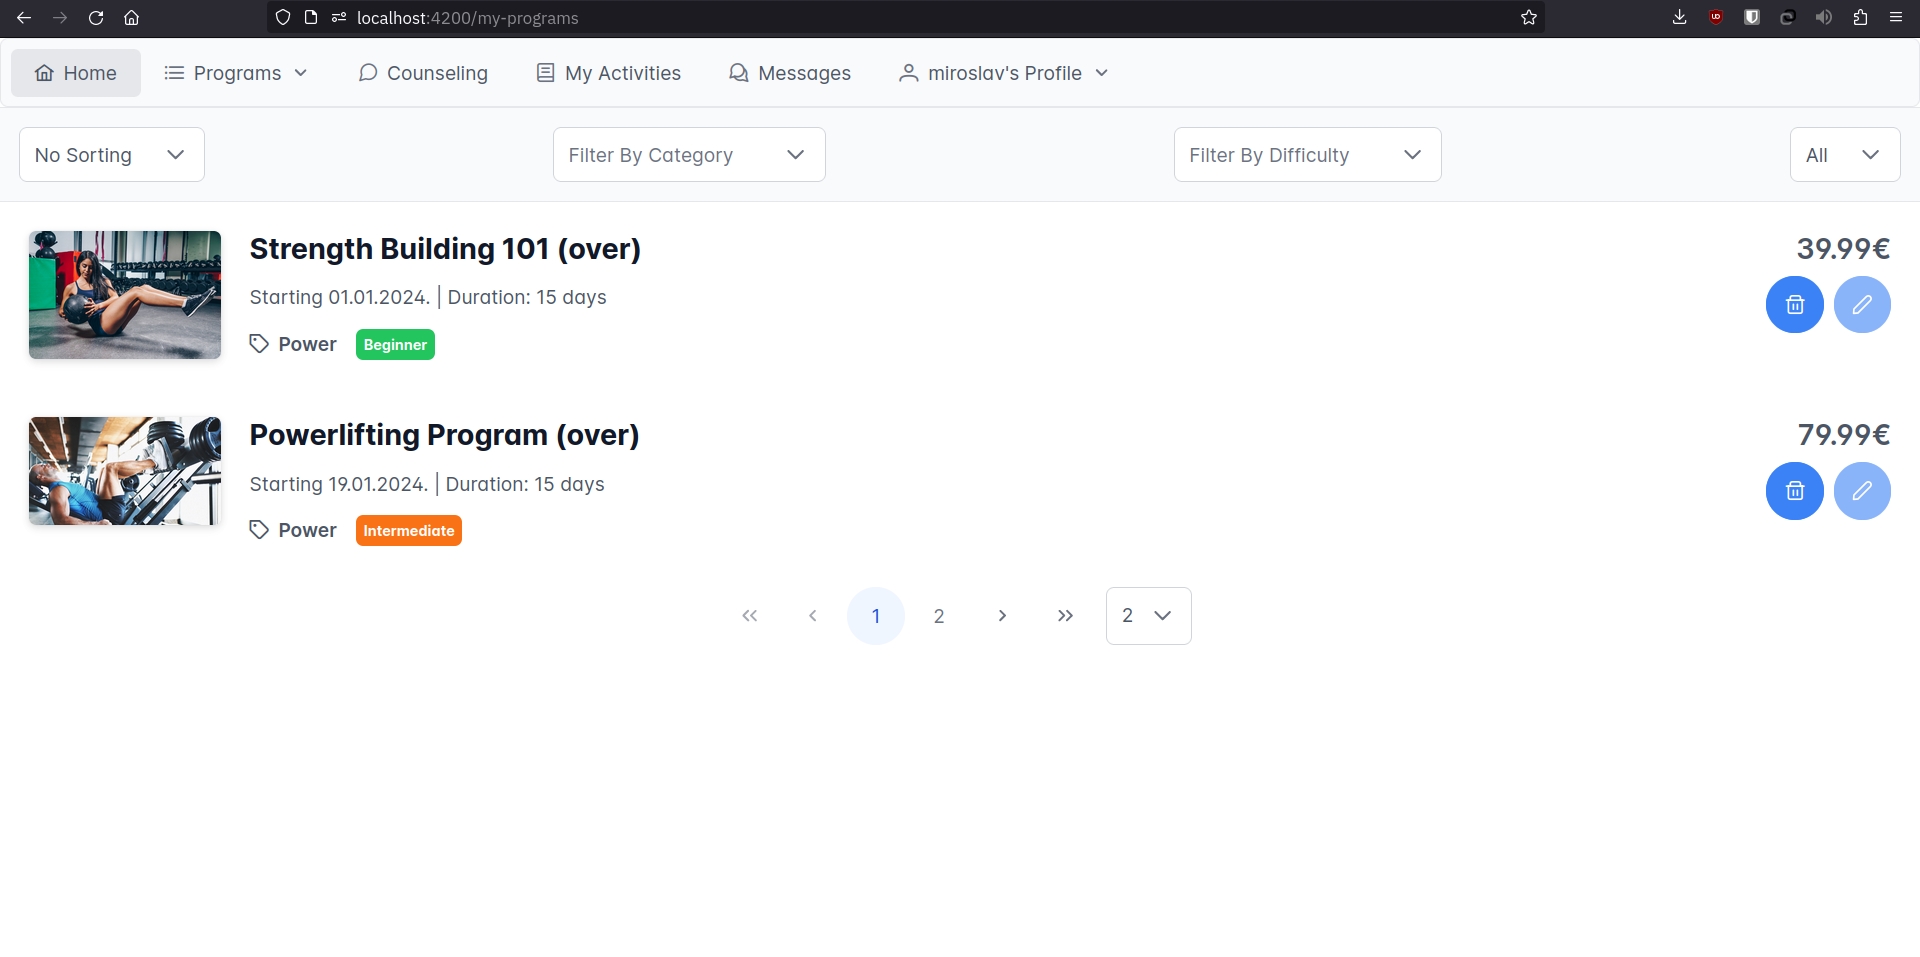 localhost:4200/my-programs
Home Programs Counseling My Activities Messages miroslav's Profile
No Sorting Filter By Category Filter By Difficulty All
Strength Building 101 (over) 39.99€
Starting 01.01.2024. | Duration: 15 days
Power Beginner
Powerlifting Program (over) 79.99€
Starting 19.01.2024. | Duration: 15 days
Power Intermediate
1 2 2